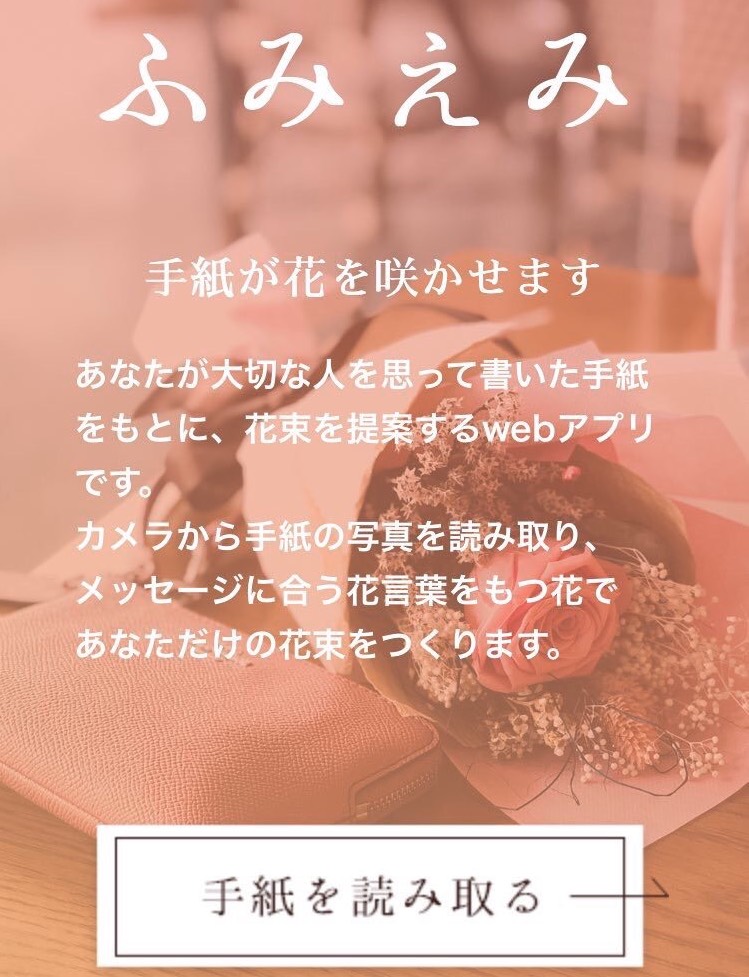 ふみえみ
手紙が花を咲かせます
あなたが大切な人を思って書いた手紙
をもとに、花束を提案するwebアプリ
です。
カメラから手紙の写真を読み取り、
メッセージに合う花言葉をもつ花で
あなただけの花束をつくります。
手紙を読み取る